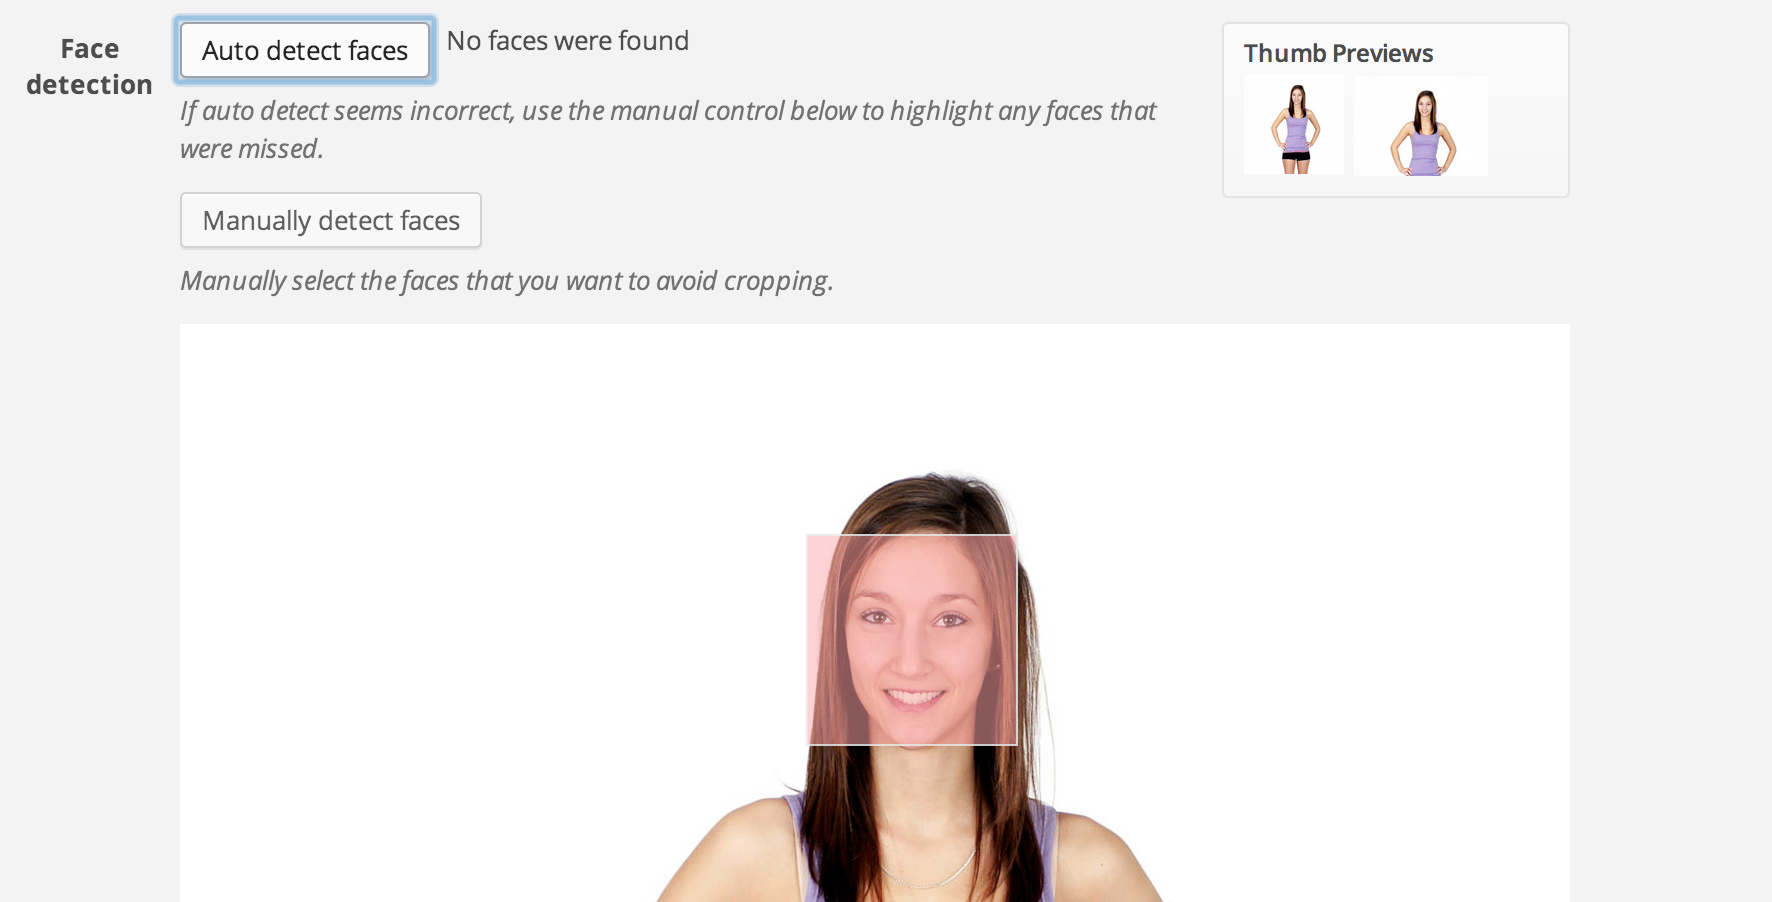 Face
detection
Auto detect faces
No faces were found
If auto detect seems incorrect, use the manual control below to highlight any faces that
were missed.
Manually detect faces
Manually select the faces that you want to avoid cropping.
Thumb Previews